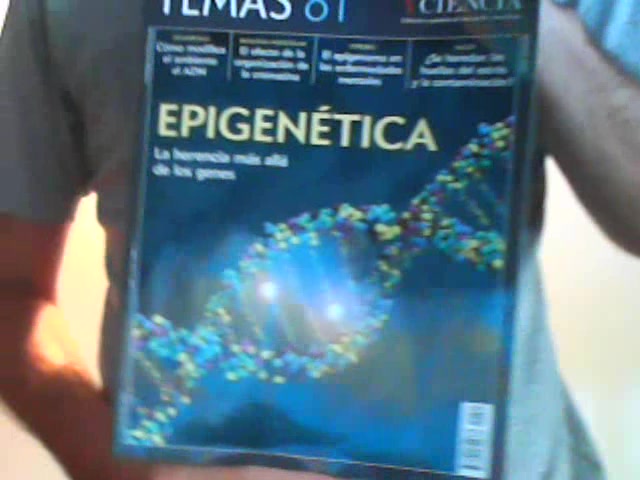 TEMAS 81
CIENCIA
Cómo modifica
el ambiente
el ADN
El efecto de la
organización de
la cromatina
El epigenoma en
las enfermedades
mentales
¿Se heredan las
huellas del estrés
y la contaminación?
EPIGENÉTICA
La herencia más allá
de los genes